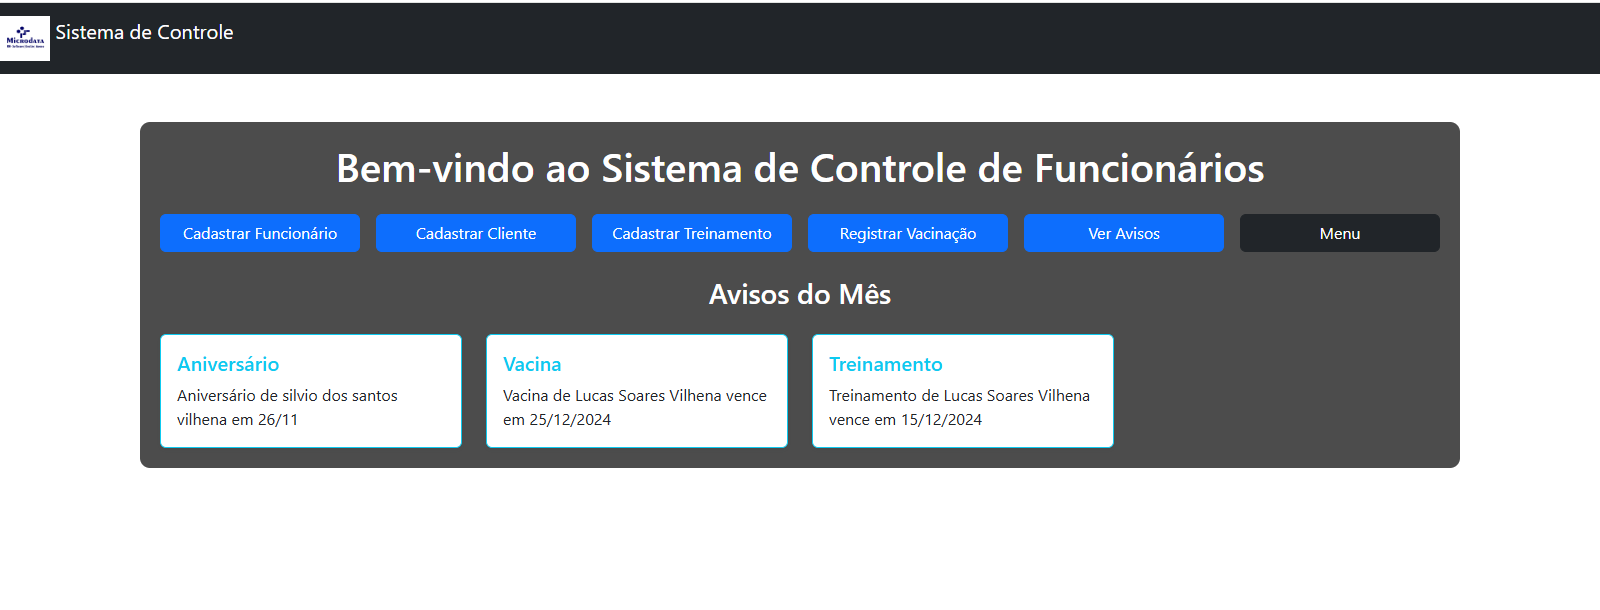 MICRODATA
Sistema de Controle
Bem-vindo ao Sistema de Controle de Funcionários
Cadastrar Funcionário
Cadastrar Cliente
Cadastrar Treinamento
Registrar Vacinação
Ver Avisos
Menu
Avisos do Mês
Aniversário
Aniversário de silvio dos santos
vilhena em 26/11
Vacina
Vacina de Lucas Soares Vilhena vence
em 25/12/2024
Treinamento
Treinamento de Lucas Soares Vilhena
vence em 15/12/2024